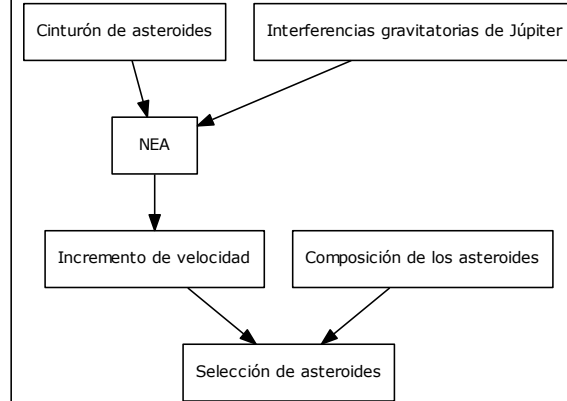 Cinturón de asteroides
Interferencias gravitatorias de Júpiter
NEA
Incremento de velocidad
Composición de los asteroides
Selección de asteroides